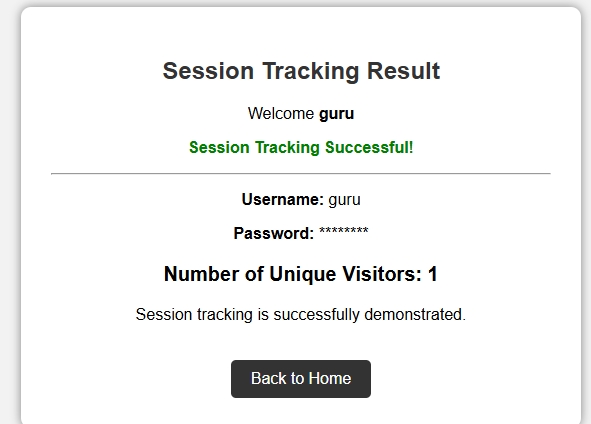 Session Tracking Result
Welcome guru
Session Tracking Successful!
Username: guru
Password: ********
Number of Unique Visitors: 1
Session tracking is successfully demonstrated.
Back to Home